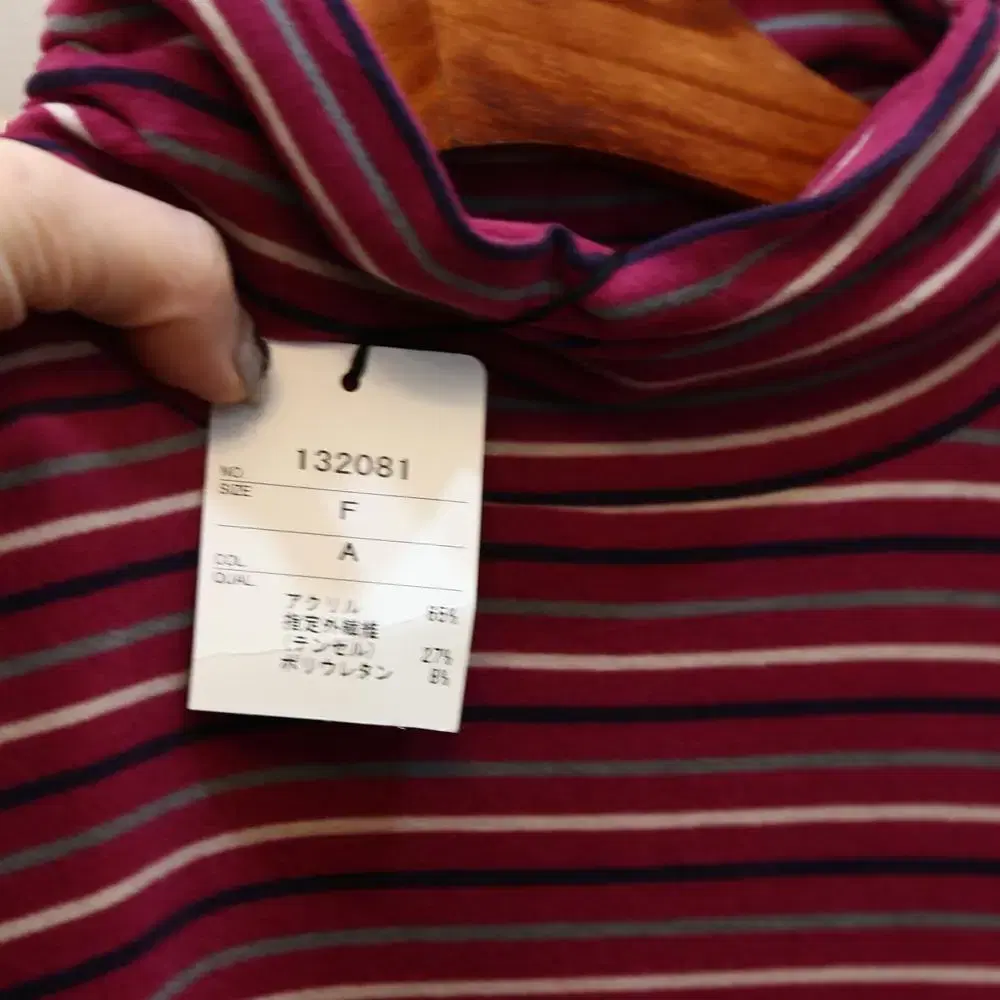 NO 132081
SIZE F
COL A
QUAL
アクリル 65%
指定外繊維
(テンセル) 27%
ポリウレタン 8%